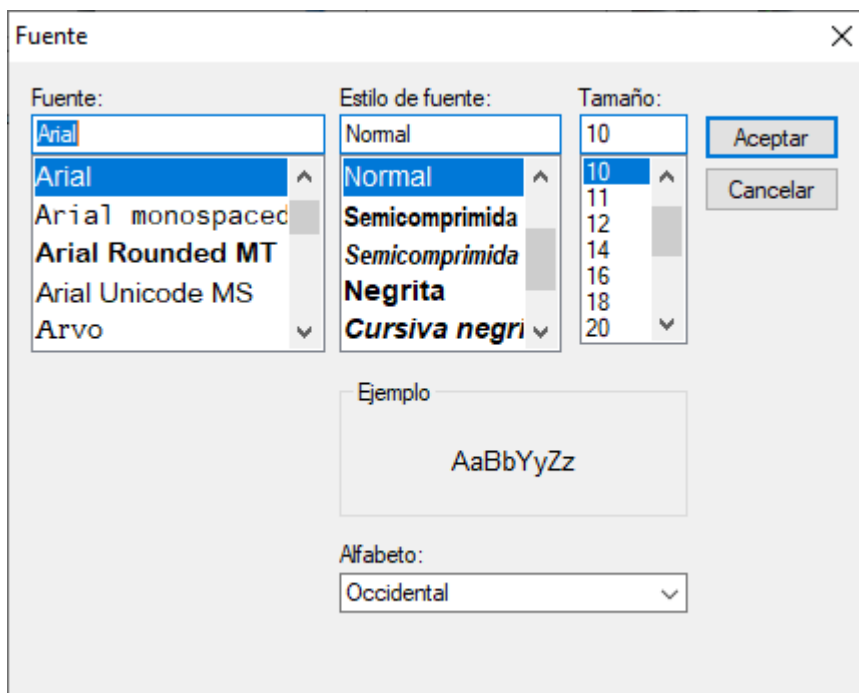 Fuente
Fuente:
Arial
Arial
Arial monospaced
Arial Rounded MT
Arial Unicode MS
Arvo
Estilo de fuente:
Normal
Normal
Semicomprimida
Semicomprimida
Negrita
Cursiva negri
Tamaño:
10
10
11
12
14
16
18
20
Aceptar
Cancelar
Ejemplo
AaBbYyZz
Alfabeto:
Occidental